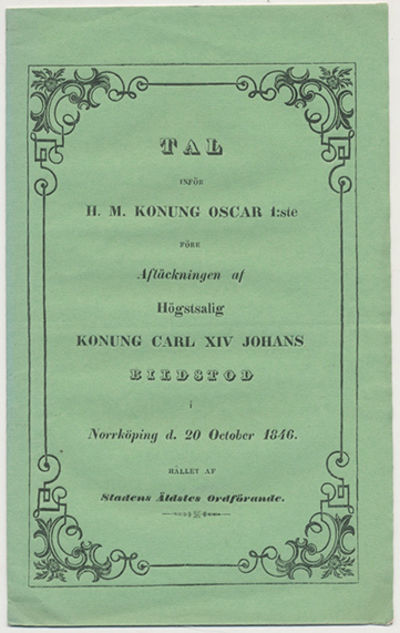 TAL
INFÖR
H. M. KONUNG OSCAR 1:ste
FÖRE
Aftäckningen af
Högstsalig
KONUNG CARL XIV JOHANS
BILDSTOD
i
Norrköping d. 20 October 1846.
HÅLLET AF
Stadens Äldstes Ordförande.